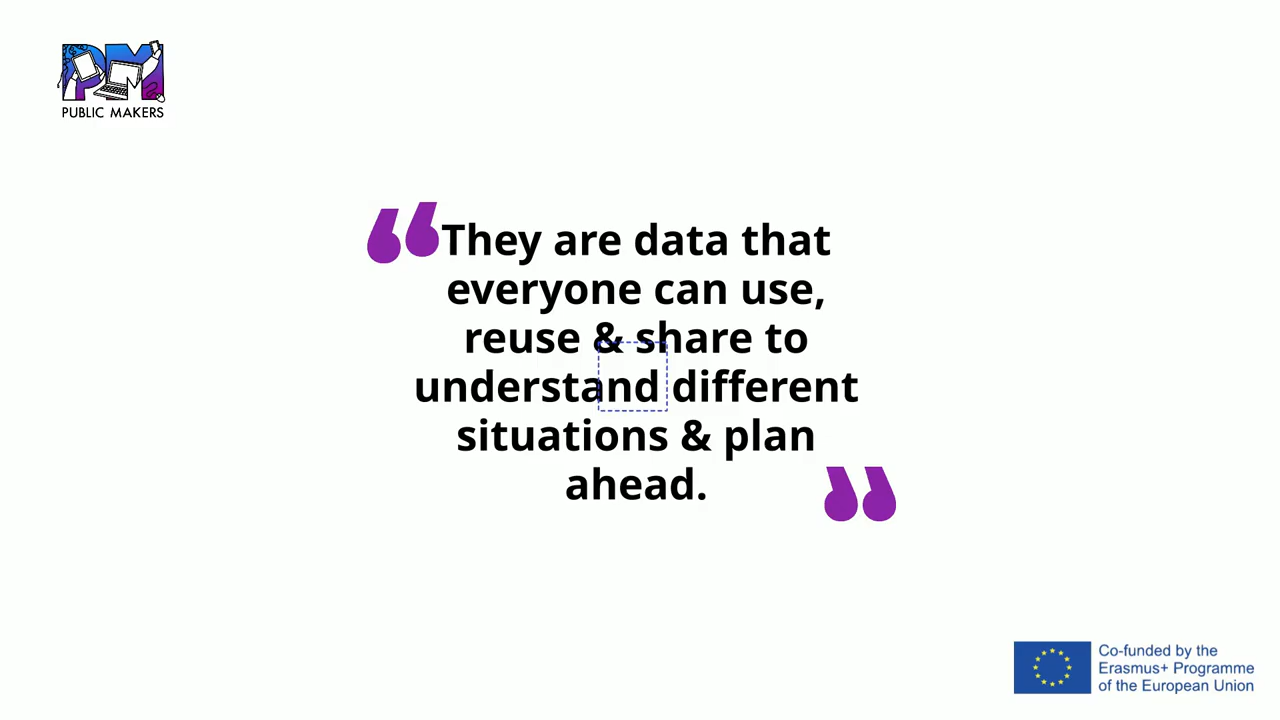 PM
PUBLIC MAKERS
“They are data that
everyone can use,
reuse & share to
understand different
situations & plan
ahead.”
Co-funded by the
Erasmus+ Programme
of the European Union